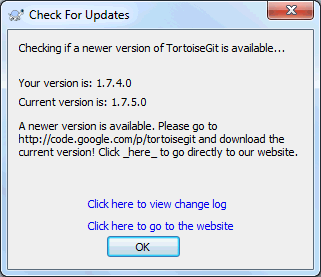 Check For Updates
Checking if a newer version of TortoiseGit is available...
Your version is: 1.7.4.0
Current version is: 1.7.5.0
A newer version is available. Please go to
http://code.google.com/p/tortoisegit and download the
current version! Click _here_ to go directly to our website.
Click here to view change log
Click here to go to the website
OK